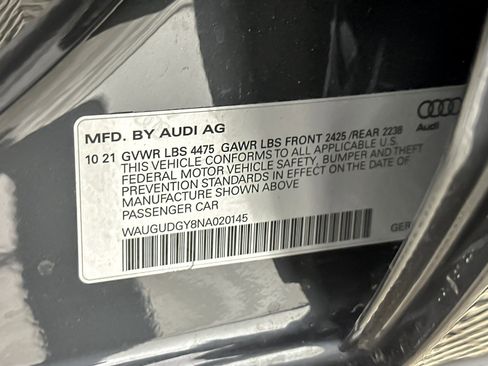 MFD. BY AUDI AG
10 21 GVWR LBS 4475 GAWR LBS FRONT 2425 /REAR 2238
THIS VEHICLE CONFORMS TO ALL APPLICABLE U.S.
FEDERAL MOTOR VEHICLE SAFETY, BUMPER AND THEFT
PREVENTION STANDARDS IN EFFECT ON THE DATE OF
MANUFACTURE SHOWN ABOVE
PASSENGER CAR
WAUGUDGY8NA020145
Audi
GER